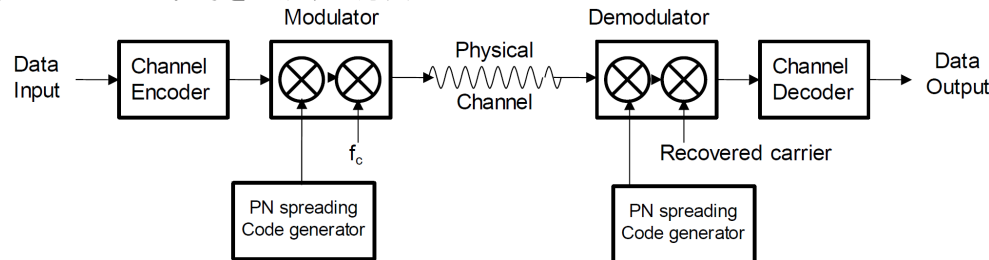 Modulator
Demodulator
Data
Input
Channel
Encoder
Physical
Channel
Channel
Decoder
Data
Output
fc
Recovered carrier
PN spreading
Code generator
PN spreading
Code generator